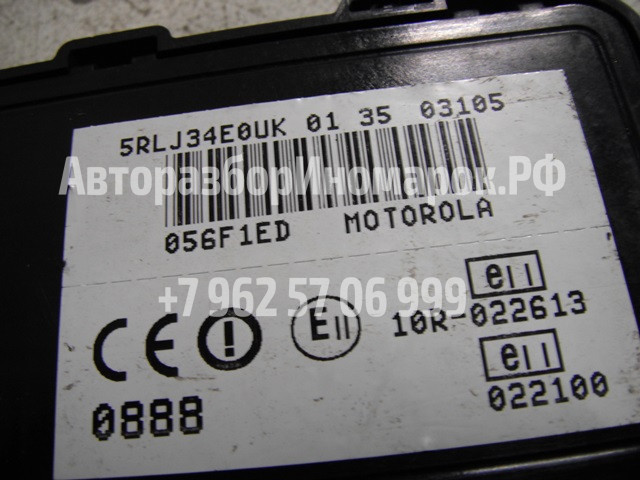 5RLJ34E0UK 01 35 03105
АвторазборИномарок.РФ
056F1ED MOTOROLA
+7 962 57 06 999
e11
CE ! E11 10R-022613
e11
0888 022100